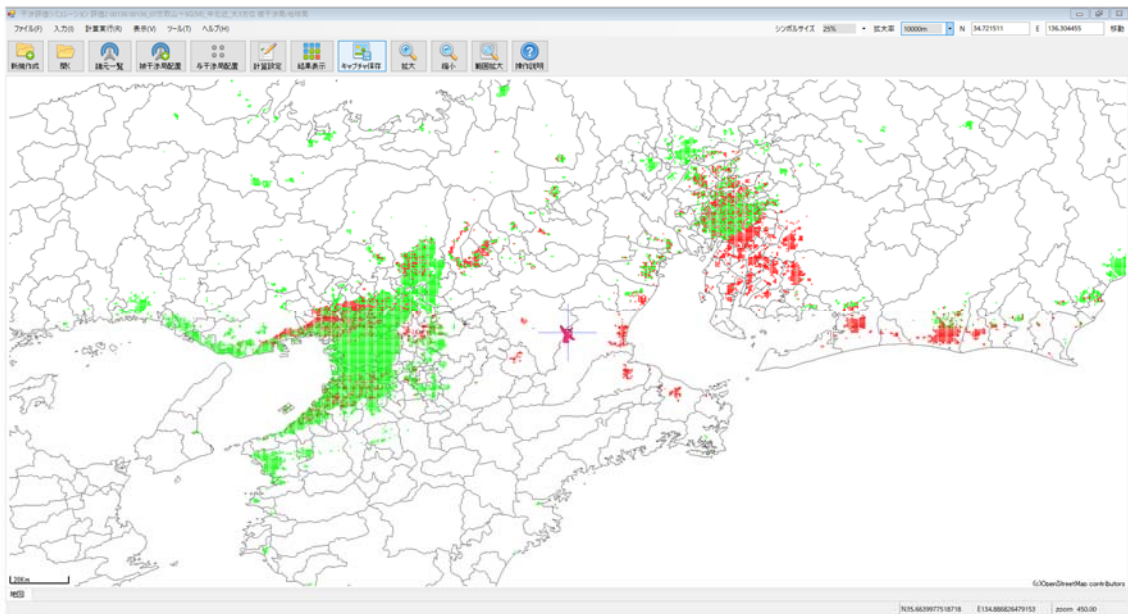 ファイル(F) 入力(I) 計算実行(R) 表示(V) ツール(T) ヘルプ(H) シンボルサイズ 25% 拡大率 10000m N 34.721511 E 136.304455 移動
新規作成 開く 諸元一覧 被干渉局配置 与干渉局配置 計算設定 結果表示 キャプチャ保存 拡大 縮小 範囲拡大 操作説明
20Km
(c)OpenStreetMap contributors
地図
N35.6639977518718 E134.886826479153 zoom 450.00